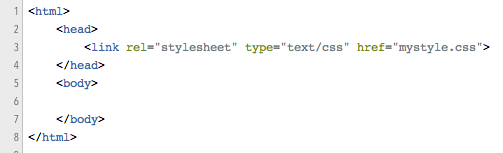 1 <html>
2 <head>
3 <link rel="stylesheet" type="text/css" href="mystyle.css">
4 </head>
5 <body>
6
7 </body>
8 </html>